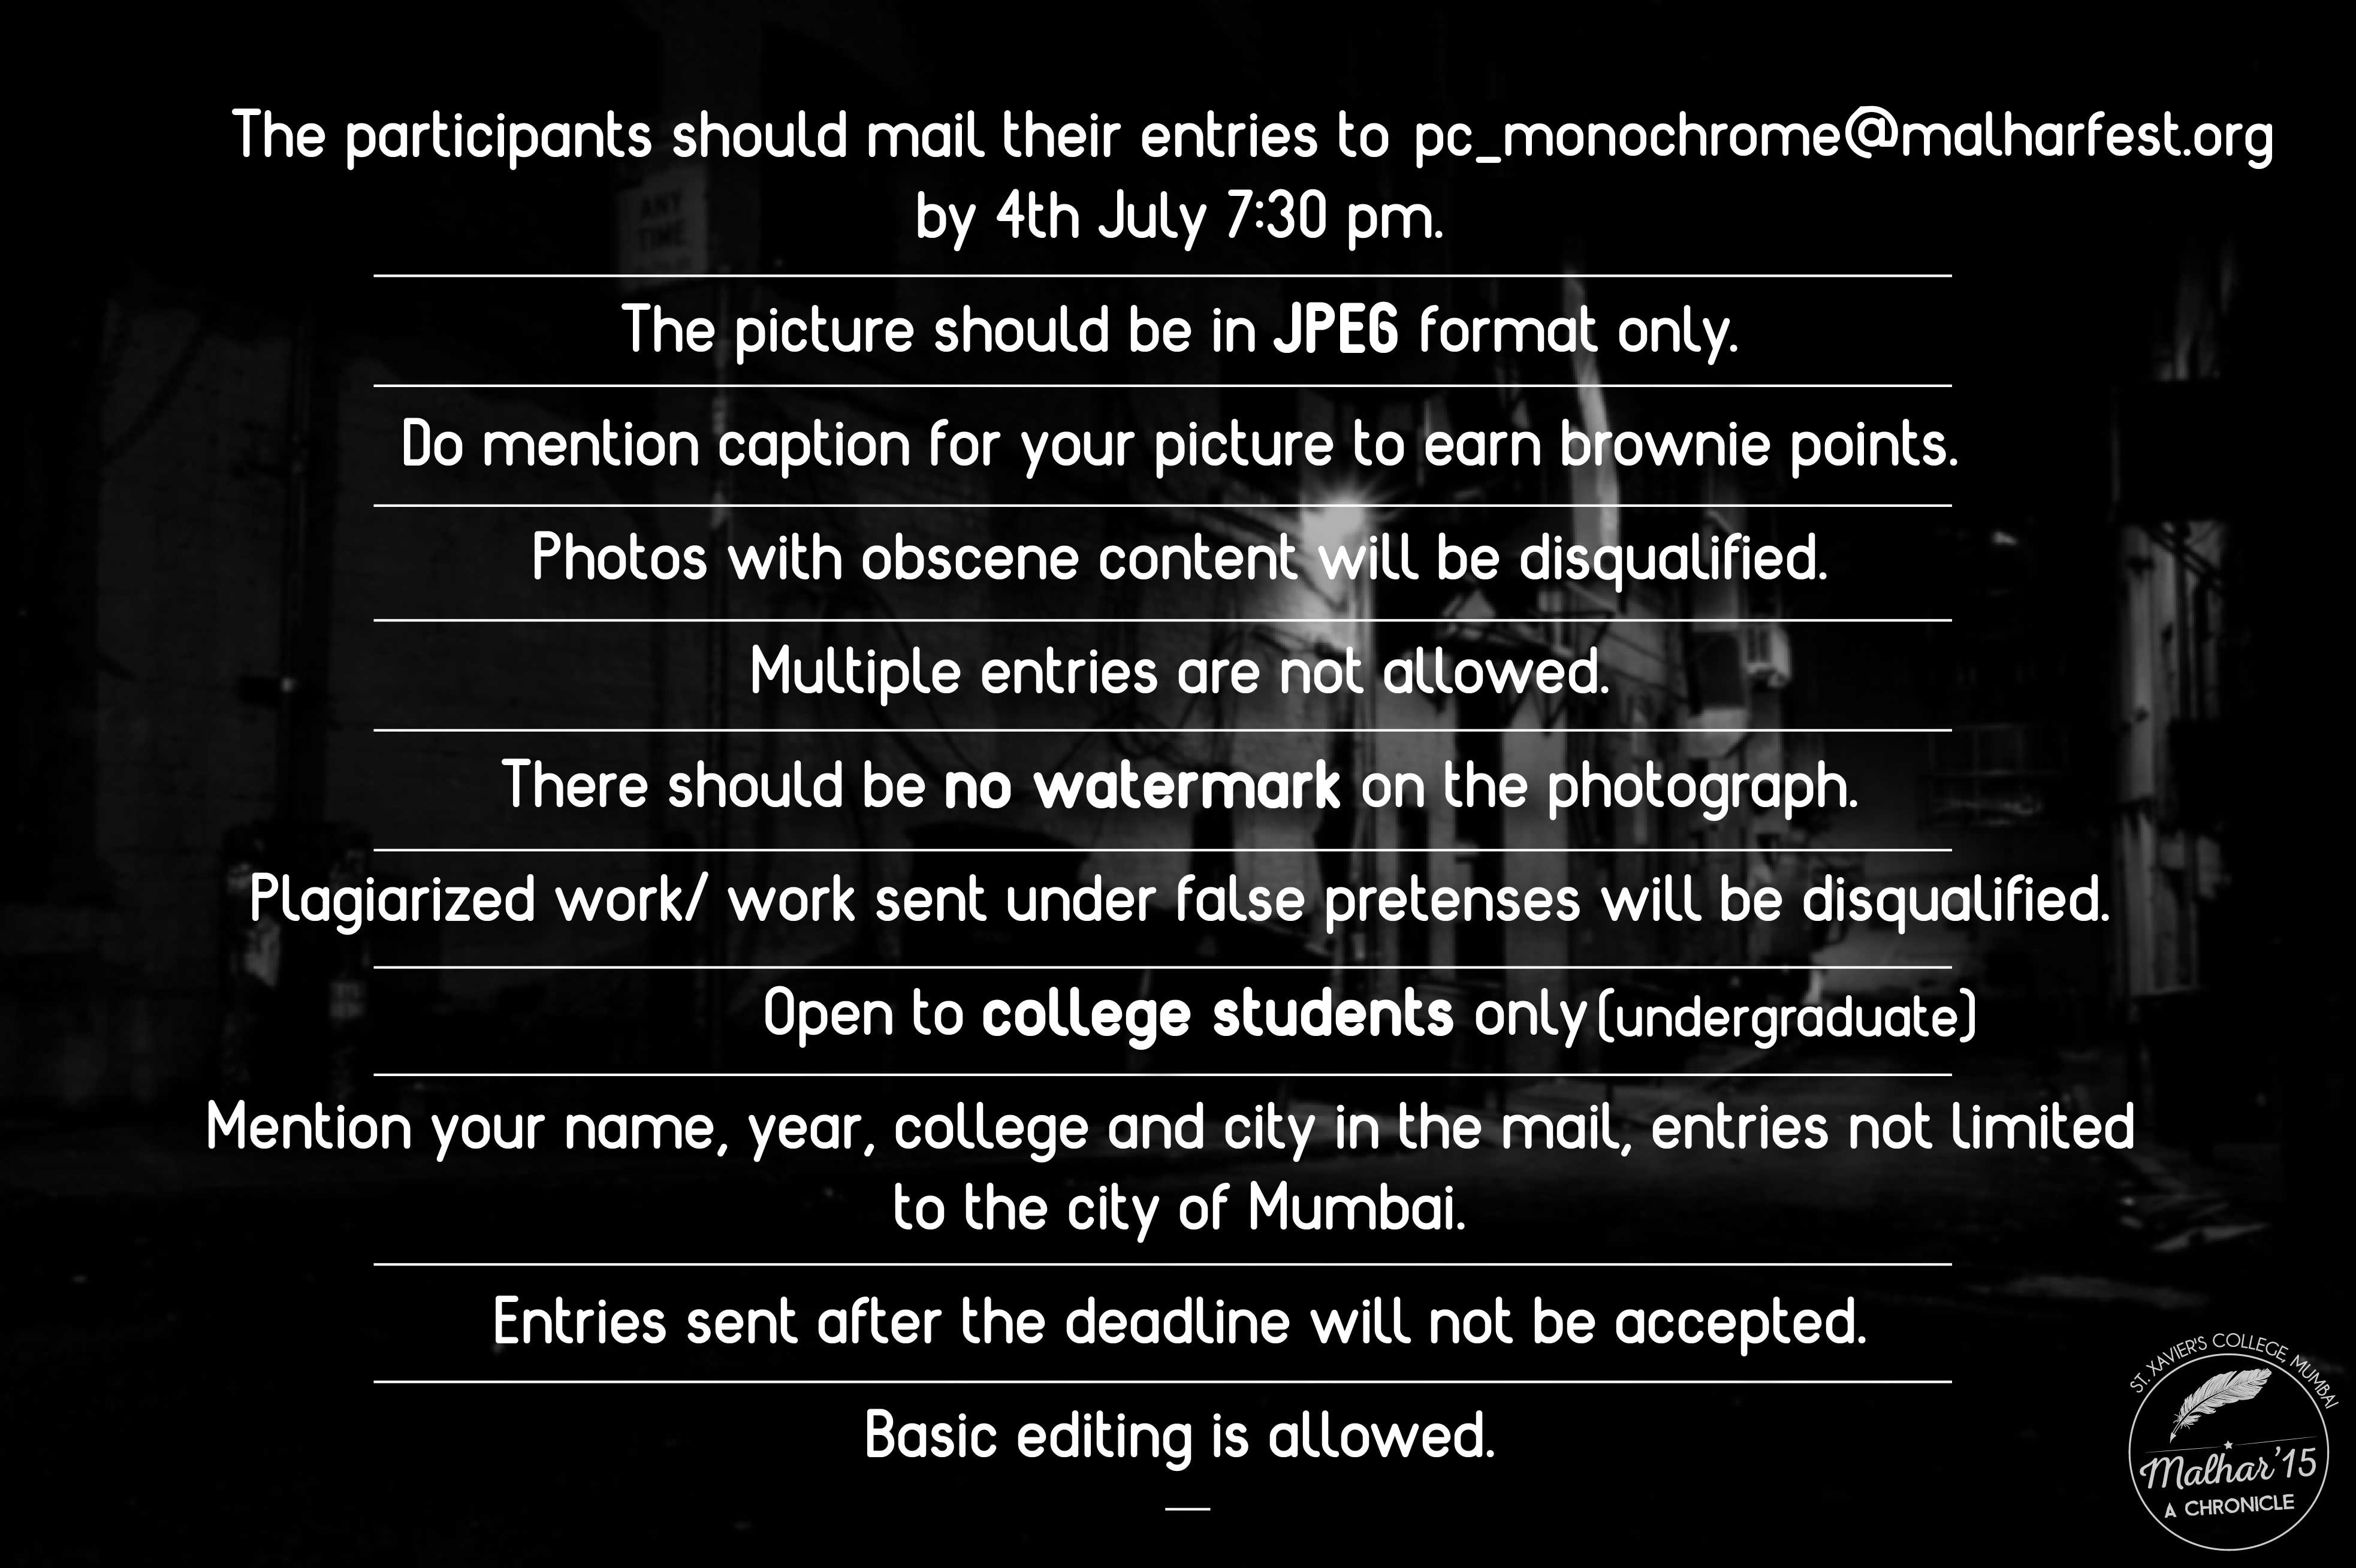 The participants should mail their entries to pc_monochrome@malharfest.org
by 4th July 7:30 pm.
ANY
TIME
The picture should be in JPEG format only.
Do mention caption for your picture to earn brownie points.
Photos with obscene content will be disqualified.
Multiple entries are not allowed.
There should be no watermark on the photograph.
Plagiarized work/ work sent under false pretenses will be disqualified.
Open to college students only (undergraduate)
Mention your name, year, college and city in the mail, entries not limited
to the city of Mumbai.
Entries sent after the deadline will not be accepted.
Basic editing is allowed.
ST. XAVIER'S COLLEGE, MUMBAI
Malhar'15
A CHRONICLE